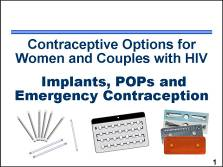 Contraceptive Options for
Women and Couples with HIV
Implants, POPs and
Emergency Contraception
1